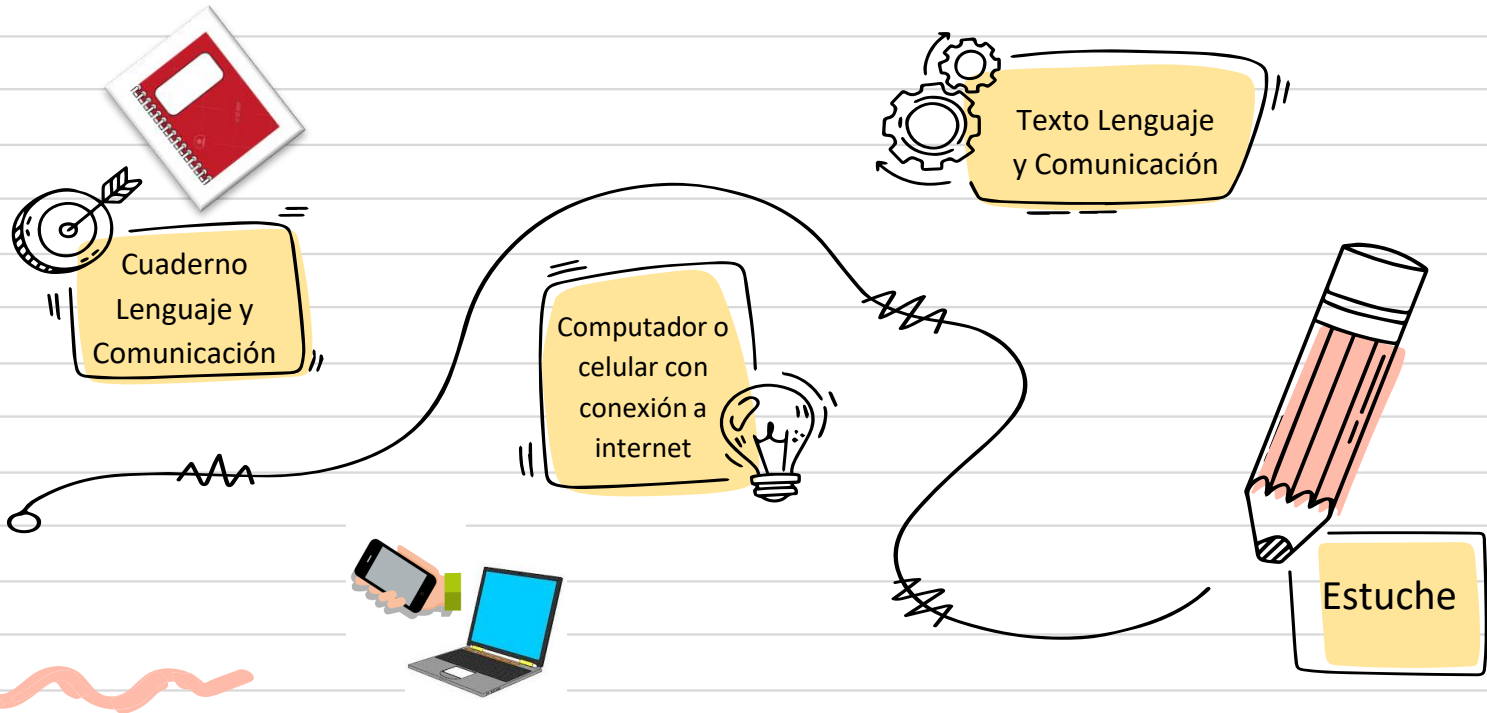 Cuaderno
Lenguaje y
Comunicación
Computador o
celular con
conexión a
internet
Texto Lenguaje
y Comunicación
Estuche